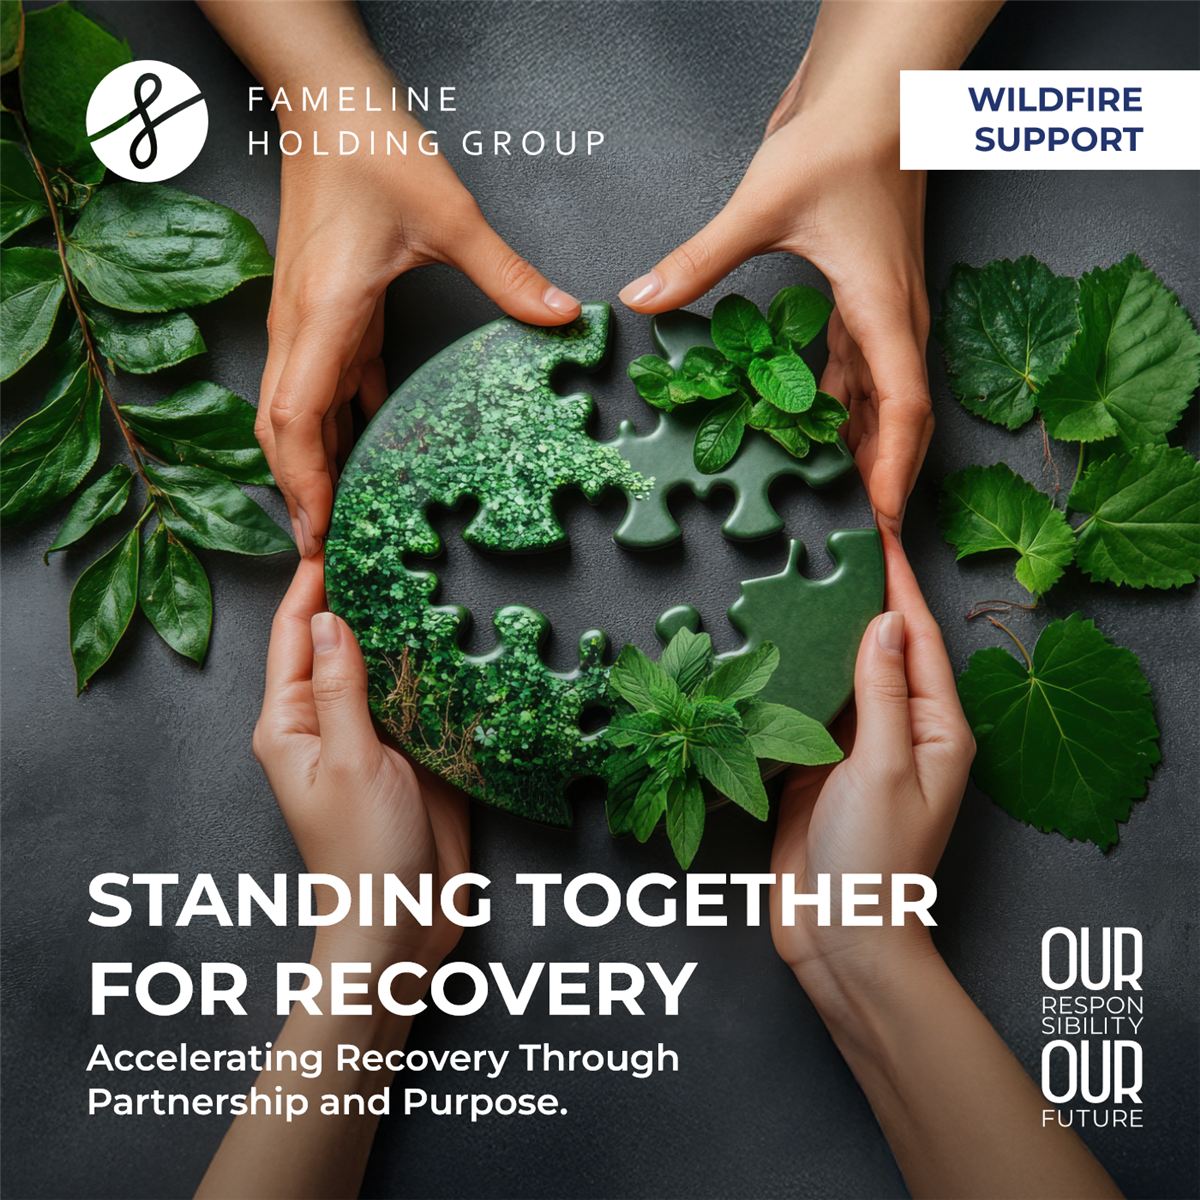 FAMELINE
HOLDING GROUP
WILDFIRE
SUPPORT
STANDING TOGETHER
FOR RECOVERY
Accelerating Recovery Through
Partnership and Purpose.
OUR
RESPON
SIBILITY
OUR
FUTURE